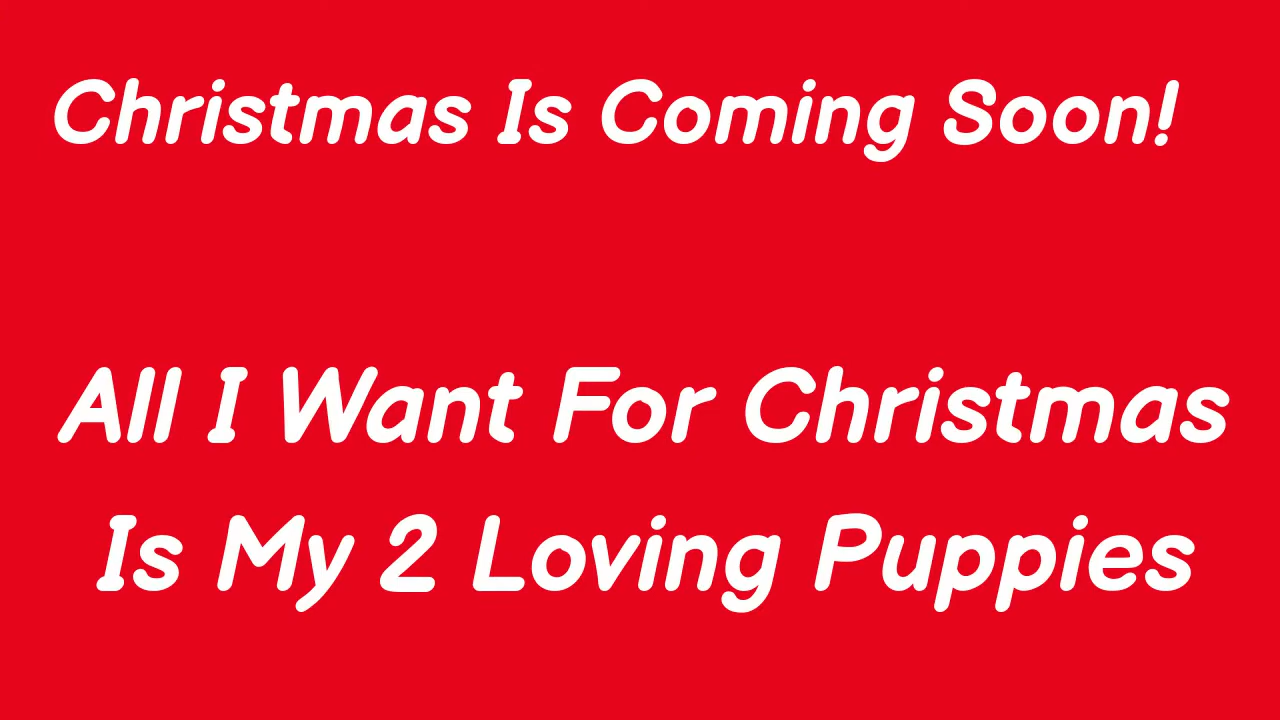 Christmas Is Coming Soon!
All I Want For Christmas
Is My 2 Loving Puppies